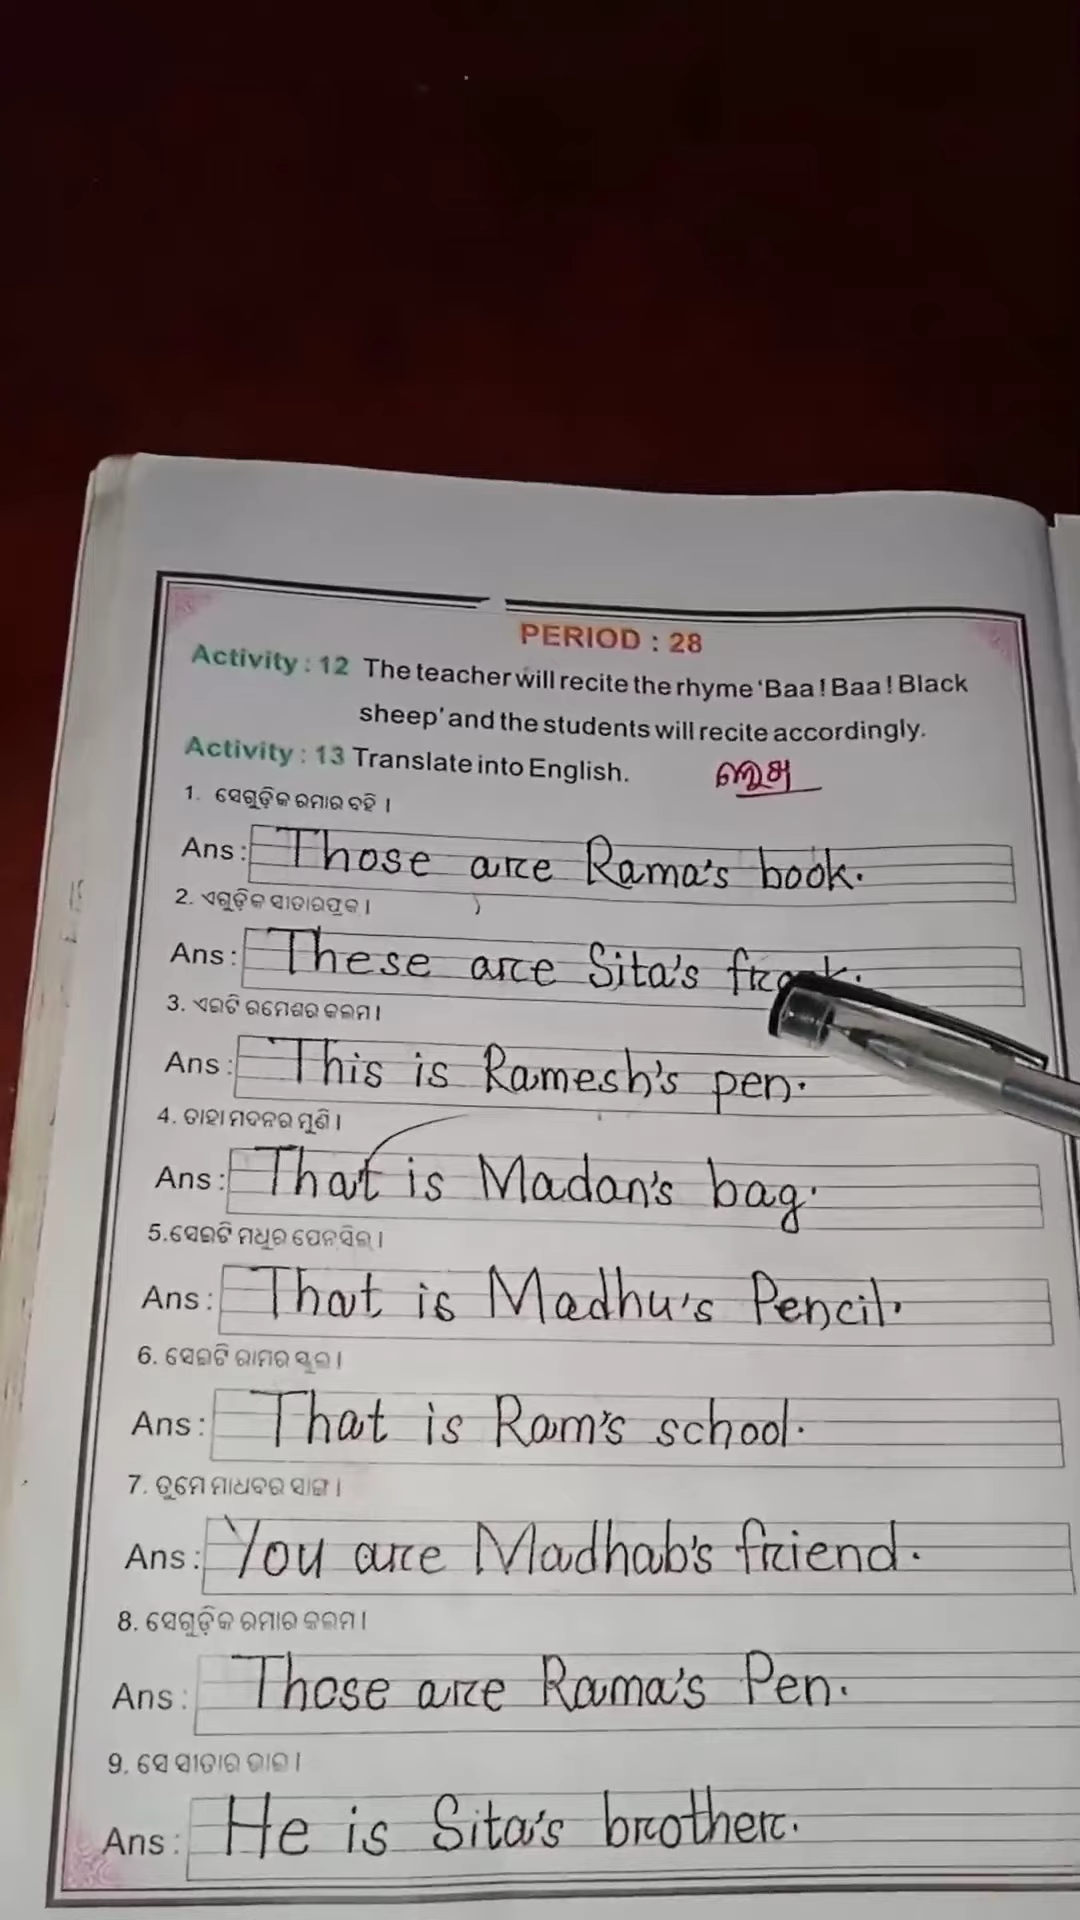 PERIOD : 28
Activity : 12 The teacher will recite the rhyme ‘Baa ! Baa ! Black
sheep’ and the students will recite accordingly.
Activity : 13 Translate into English.
1. ସେଗୁଡ଼ିକ ରମାର ବହି ।
Ans : Those are Rama's book.
2. ଏଗୁଡ଼ିକ ସୀତାର ଫ୍ରକ୍ ।
Ans : These are Sita's
3. ଏଇଟି ରମେଶର କଲମ ।
Ans : This is Ramesh's pen.
4. ତାହା ମଦନର ମୁଣି ।
Ans : That is Madan's bag.
5. ସେଇଟି ମଧୁର ପେନସିଲ୍ ।
Ans : That is Madhu's Pencil.
6. ସେଇଟି ରାମର ସ୍କୁଲ ।
Ans : That is Ram's school.
7. ତୁମେ ମାଧବର ସାଙ୍ଗ ।
Ans : You are Madhab's friend.
8. ସେଗୁଡ଼ିକ ରମାର କଲମ ।
Ans : Those are Rama's Pen.
9. ସେ ସୀତାର ଭାଇ ।
Ans : He is Sita's brother.